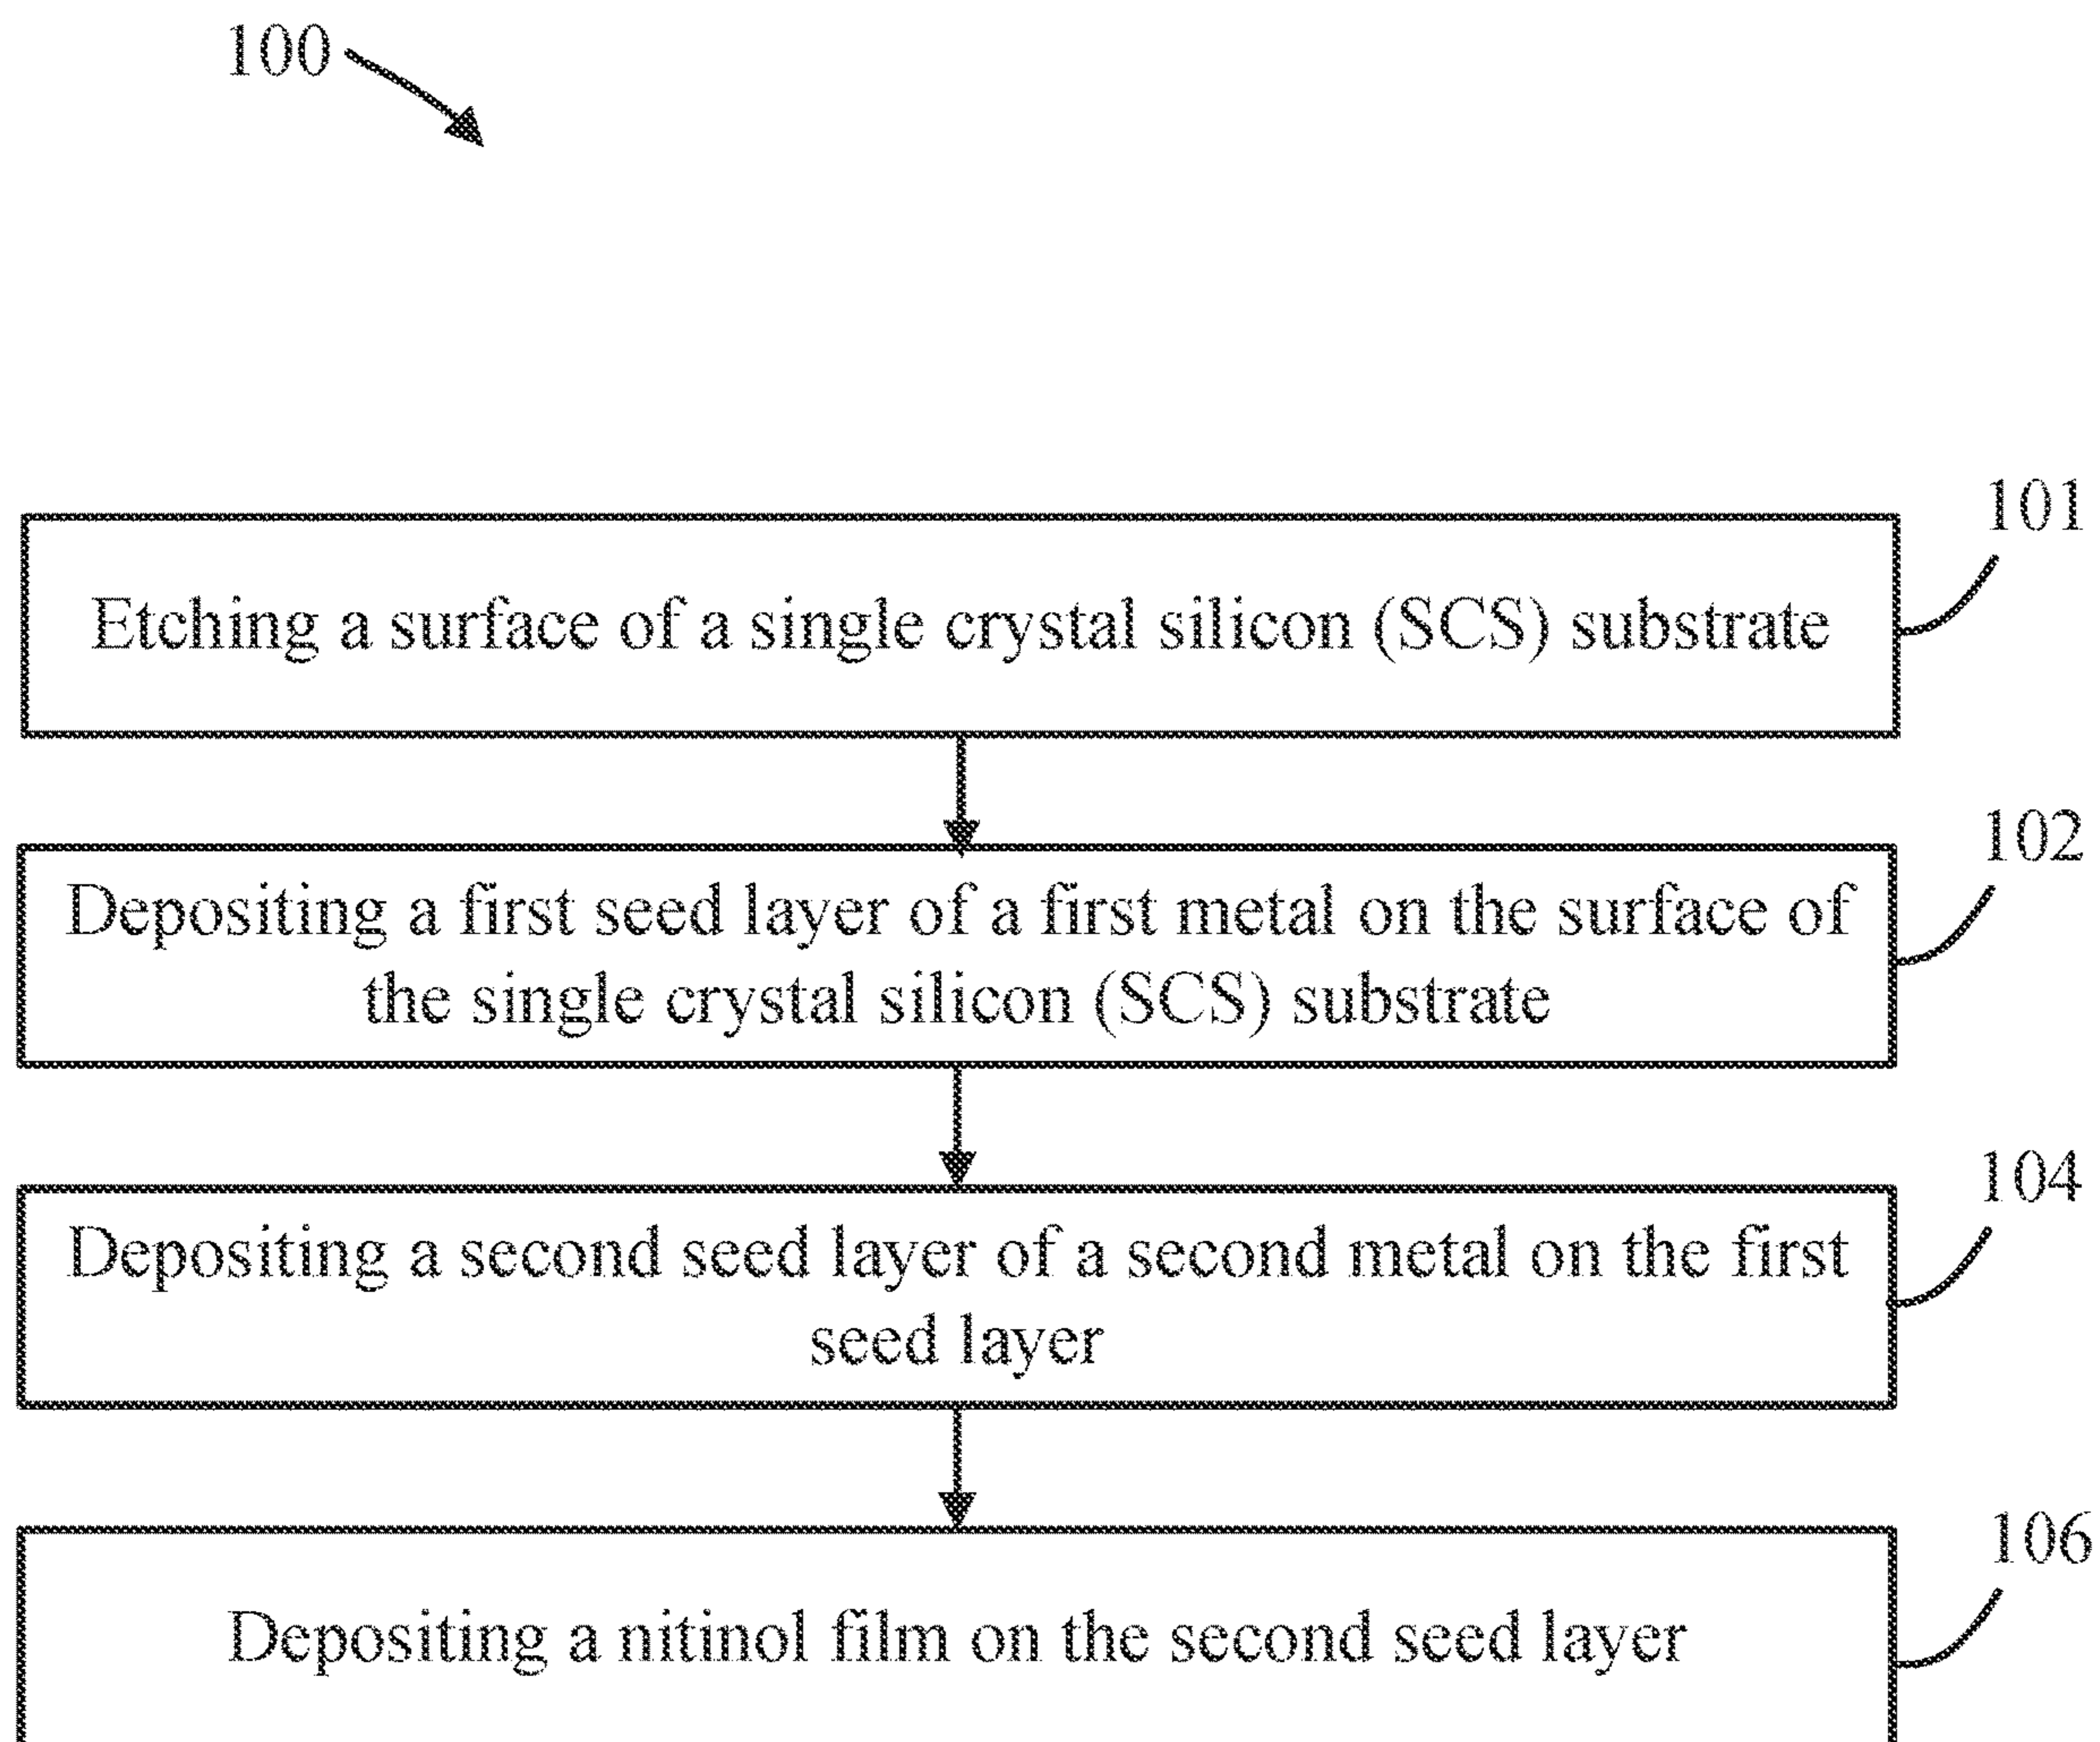 100
101
Etching a surface of a single crystal silicon (SCS) substrate
102
Depositing a first seed layer of a first metal on the surface of
the single crystal silicon (SCS) substrate
104
Depositing a second seed layer of a second metal on the first
seed layer
106
Depositing a nitinol film on the second seed layer